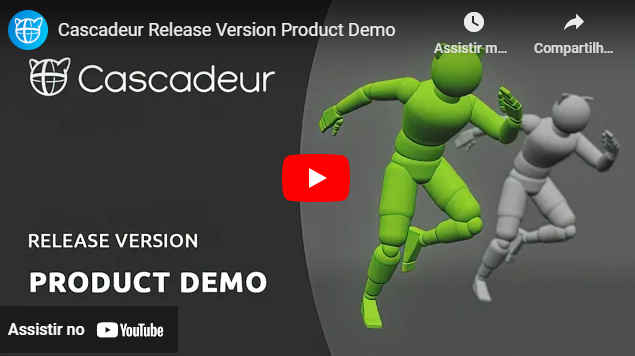 Cascadeur Release Version Product Demo
Assistir m...
Compartilh...
Cascadeur
RELEASE VERSION
PRODUCT DEMO
Assistir no YouTube